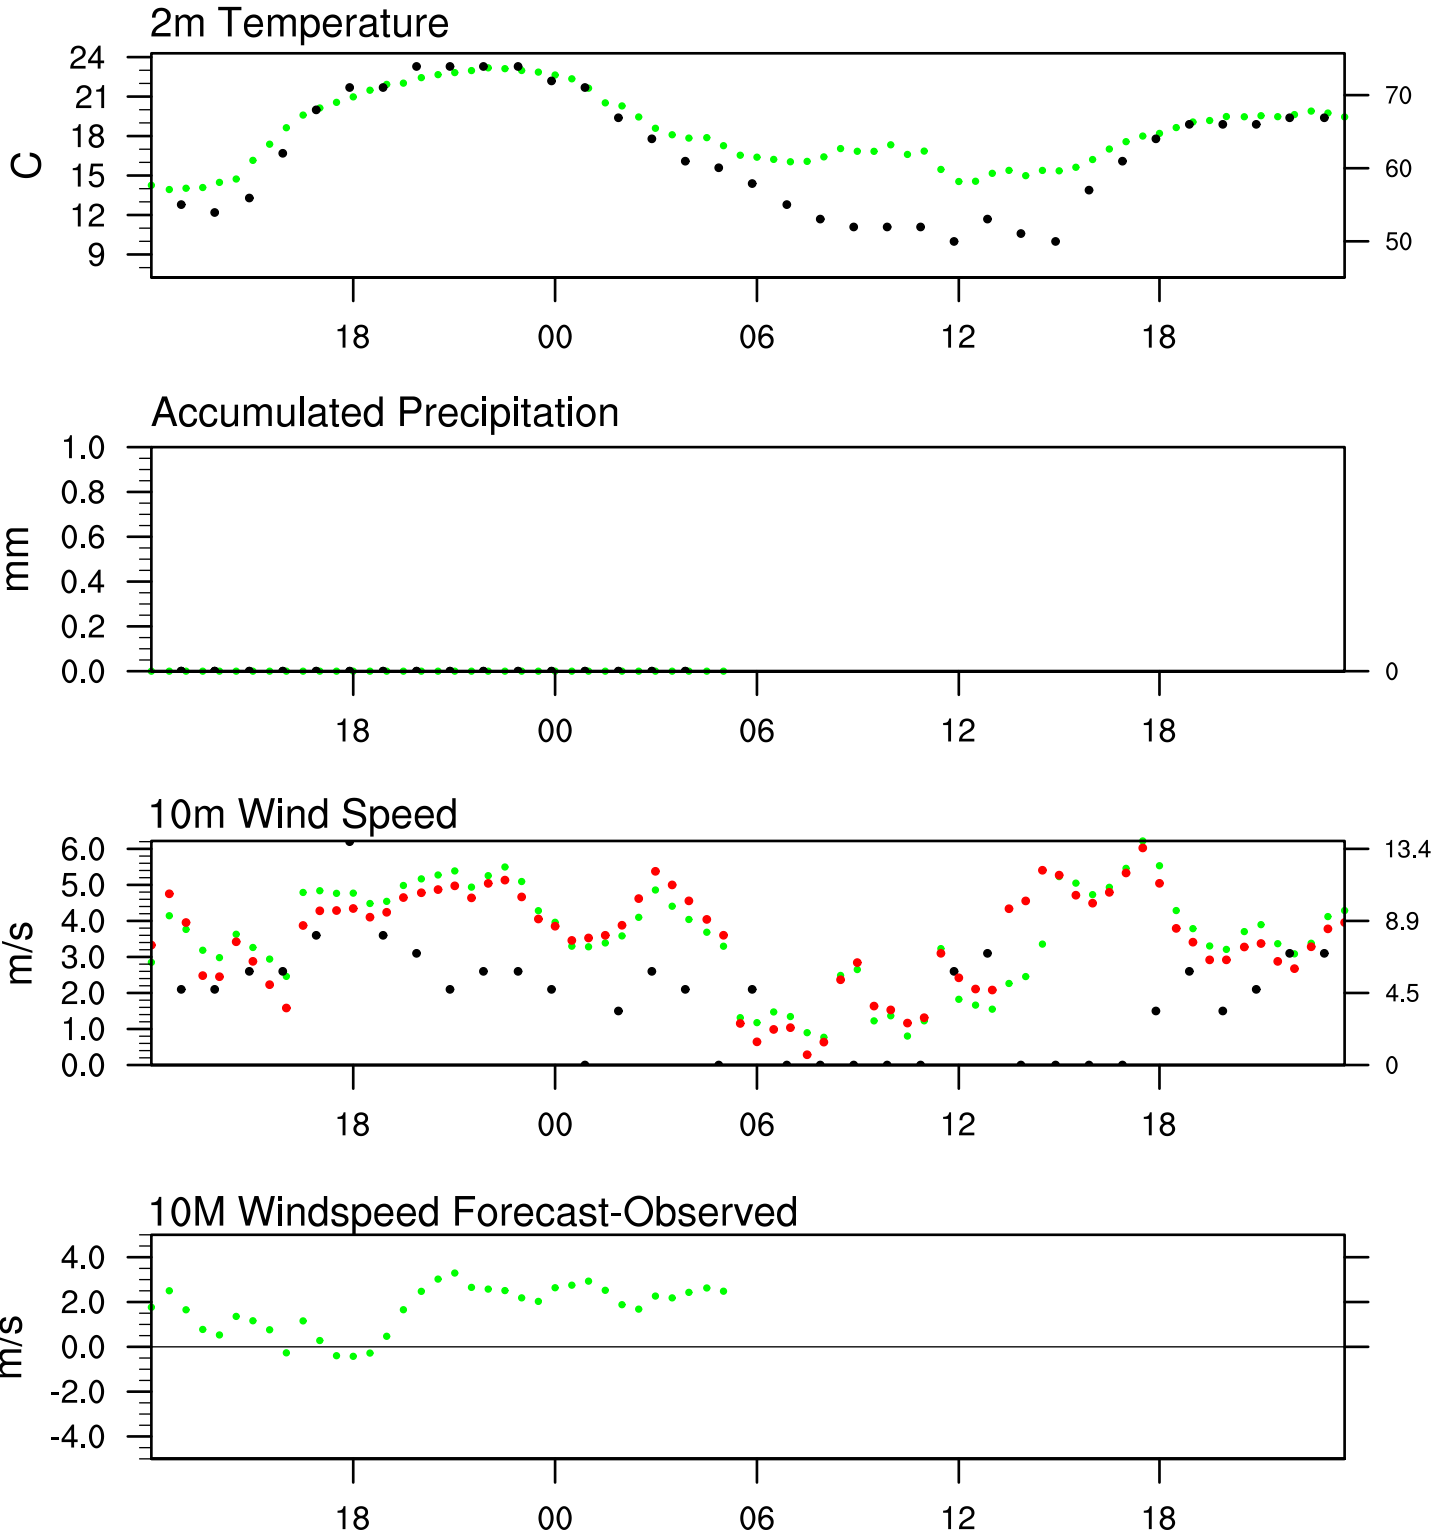 2m Temperature
24
21
18
15
12
9
C
70
60
50
18 00 06 12 18
Accumulated Precipitation
1.0
0.8
0.6
0.4
0.2
0.0
mm
0
18 00 06 12 18
10m Wind Speed
6.0
5.0
4.0
3.0
2.0
1.0
0.0
m/s
13.4
8.9
4.5
0
18 00 06 12 18
10M Windspeed Forecast-Observed
4.0
2.0
0.0
-2.0
-4.0
m/s
18 00 06 12 18